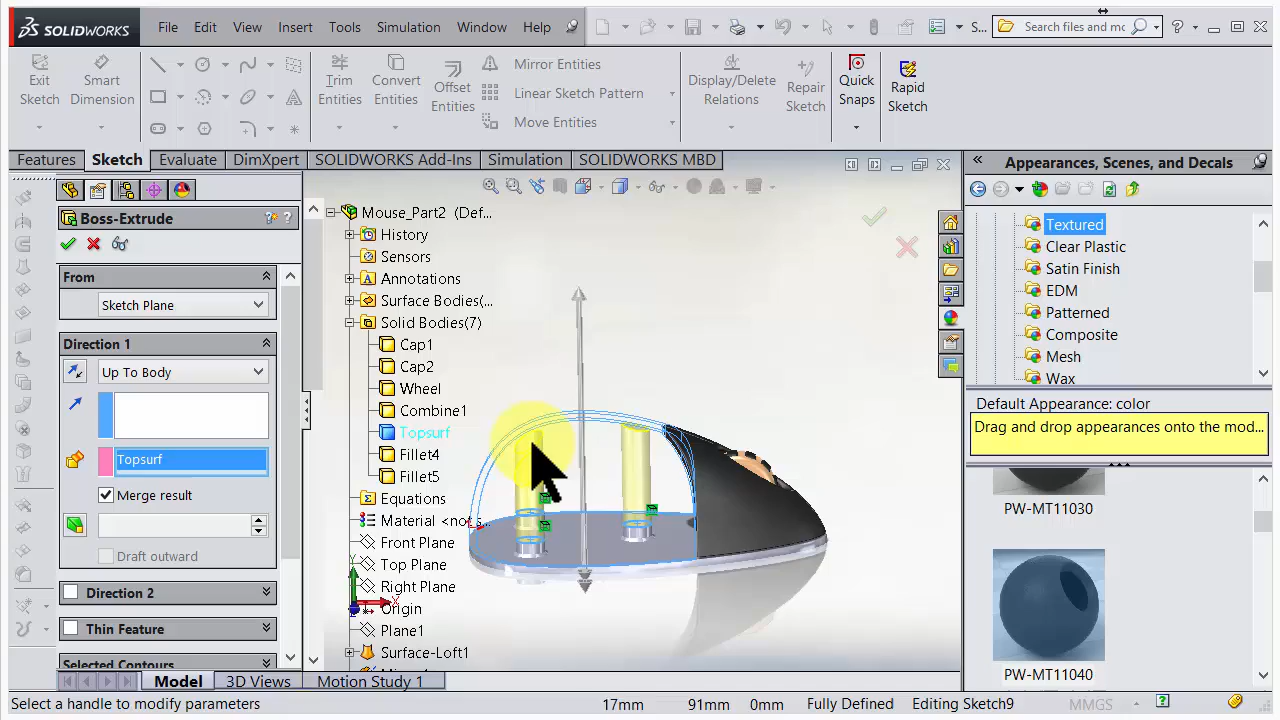 SOLIDWORKS File Edit View Insert Tools Simulation Window Help S... Search files and mc ?
Exit Sketch
Smart Dimension
Trim Entities
Convert Entities
Offset Entities
Mirror Entities
Linear Sketch Pattern
Move Entities
Display/Delete Relations
Repair Sketch
Quick Snaps
Rapid Sketch
Features Sketch Evaluate DimXpert SOLIDWORKS Add-Ins Simulation SOLIDWORKS MBD
Boss-Extrude
From
Sketch Plane
Direction 1
Up To Body
Topsurf
Merge result
Draft outward
Direction 2
Thin Feature
Selected Contours
Mouse_Part2 (Def...
History
Sensors
Annotations
Surface Bodies(...
Solid Bodies(7)
Cap1
Cap2
Wheel
Combine1
Topsurf
Fillet4
Fillet5
Equations
Material <not s...
Front Plane
Top Plane
Right Plane
Origin
Plane1
Surface-Loft1
Y
X
Appearances, Scenes, and Decals
Textured
Clear Plastic
Satin Finish
EDM
Patterned
Composite
Mesh
Wax
Default Appearance: color
Drag and drop appearances onto the mod...
PW-MT11030
PW-MT11040
Model 3D Views Motion Study 1
Select a handle to modify parameters 17mm 91mm 0mm Fully Defined Editing Sketch9 MMGS